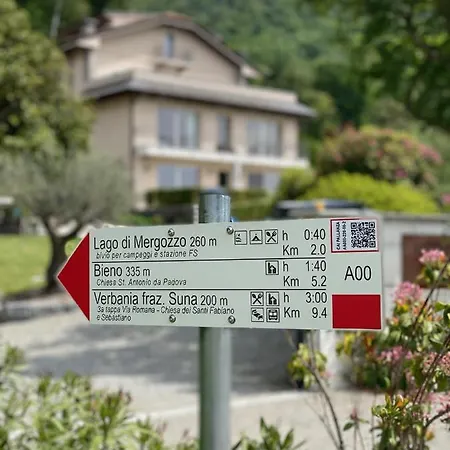 Lago di Mergozzo 260 m h 0:40
bivio per campeggi e stazione FS Km 2.0
Bieno 335 m h 1:40
Chiesa St. Antonio da Padova Km 5.2
Verbania fraz. Suna 200 m h 3:00
3a tappa Via Romana – Chiesa dei Santi Fabiano
e Sebastiano Km 9.4
A00